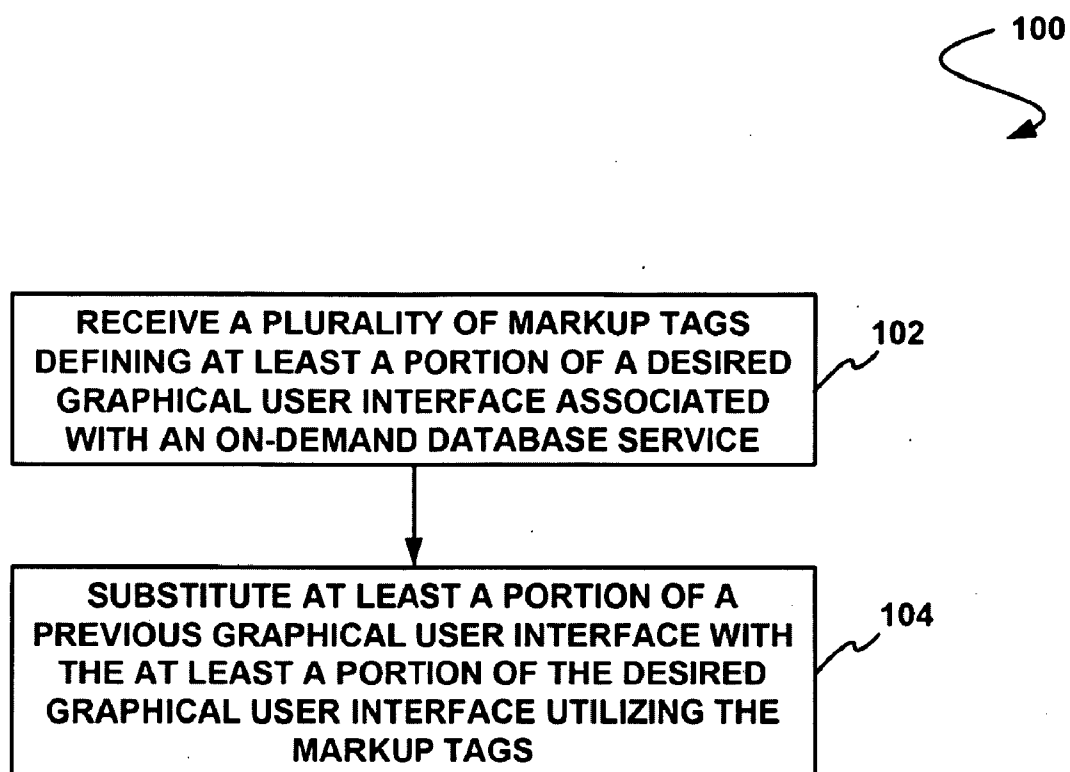 100
RECEIVE A PLURALITY OF MARKUP TAGS
DEFINING AT LEAST A PORTION OF A DESIRED
GRAPHICAL USER INTERFACE ASSOCIATED
WITH AN ON-DEMAND DATABASE SERVICE
102
SUBSTITUTE AT LEAST A PORTION OF A
PREVIOUS GRAPHICAL USER INTERFACE WITH
THE AT LEAST A PORTION OF THE DESIRED
GRAPHICAL USER INTERFACE UTILIZING THE
MARKUP TAGS
104